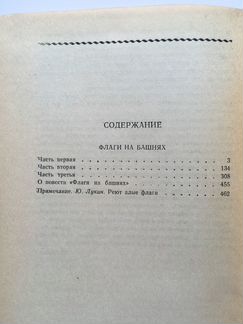 СОДЕРЖАНИЕ
ФЛАГИ НА БАШНЯХ
Часть первая . . . . . . . . . . . . . . . . . . 3
Часть вторая . . . . . . . . . . . . . . . . . . 134
Часть третья . . . . . . . . . . . . . . . . . . 308
О повести «Флаги на башнях» . . . . . . . . . . 455
Примечание. Ю. Лукин. Реют алые флаги . . . . . 462